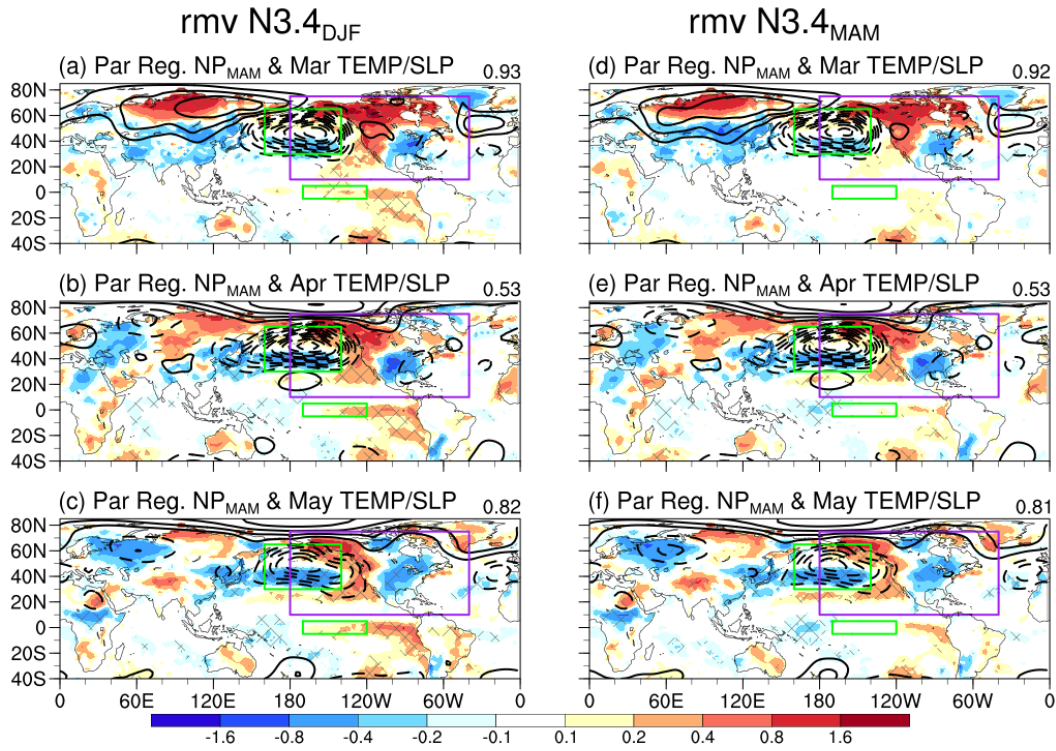 rmv N3.4DJF
rmv N3.4MAM
(a) Par Reg. NPMAM & Mar TEMP/SLP 0.93
80N
60N
40N
20N
0
20S
40S
(d) Par Reg. NPMAM & Mar TEMP/SLP 0.92
(b) Par Reg. NPMAM & Apr TEMP/SLP 0.53
80N
60N
40N
20N
0
20S
40S
(e) Par Reg. NPMAM & Apr TEMP/SLP 0.53
(c) Par Reg. NPMAM & May TEMP/SLP 0.82
80N
60N
40N
20N
0
20S
40S
0 60E 120E 180 120W 60W 0
(f) Par Reg. NPMAM & May TEMP/SLP 0.81
0 60E 120E 180 120W 60W 0
-1.6 -0.8 -0.4 -0.2 -0.1 0.1 0.2 0.4 0.8 1.6